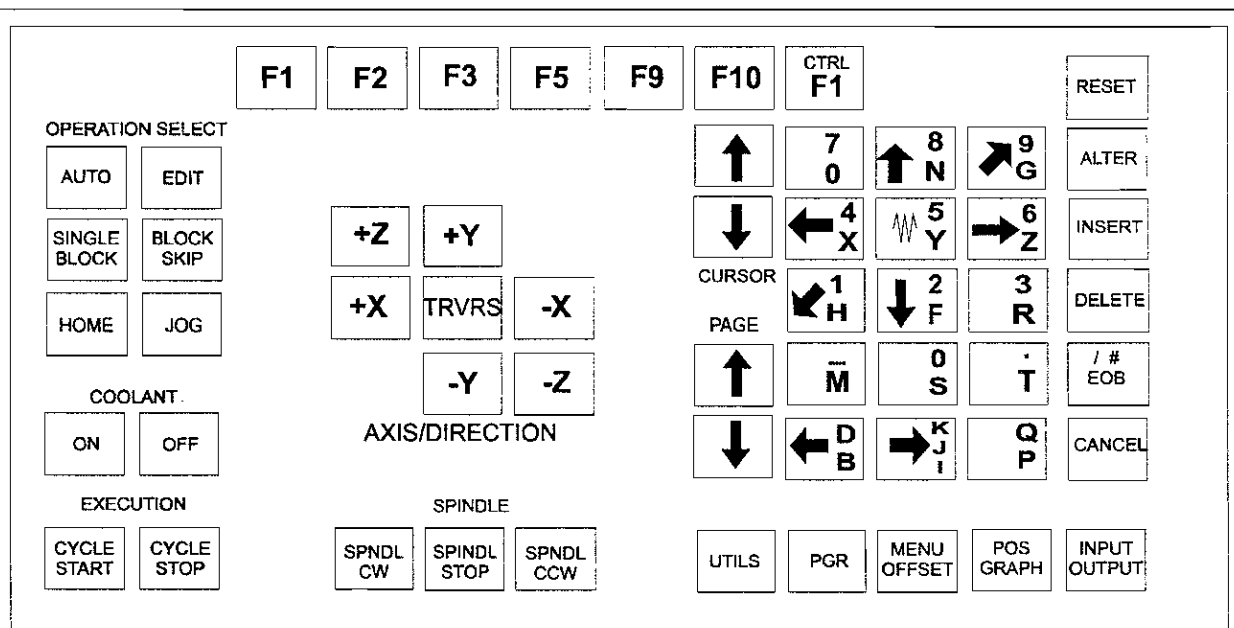 F1 F2 F3 F5 F9 F10 CTRL F1
RESET
OPERATION SELECT
AUTO EDIT
SINGLE BLOCK
BLOCK SKIP
HOME JOG
COOLANT
ON OFF
EXECUTION
CYCLE START
CYCLE STOP
+Z +Y
+X TRVRS -X
-Y -Z
AXIS/DIRECTION
SPINDLE
SPNDL CW
SPINDL STOP
SPNDL CCW
7 0
8 N
9 G
ALTER
4 X
5 Y
6 Z
INSERT
CURSOR
1 H
2 F
3 R
DELETE
PAGE
— M
0 S
. T
/ # EOB
D B
K J I
Q P
CANCEL
UTILS
PGR
MENU OFFSET
POS GRAPH
INPUT OUTPUT